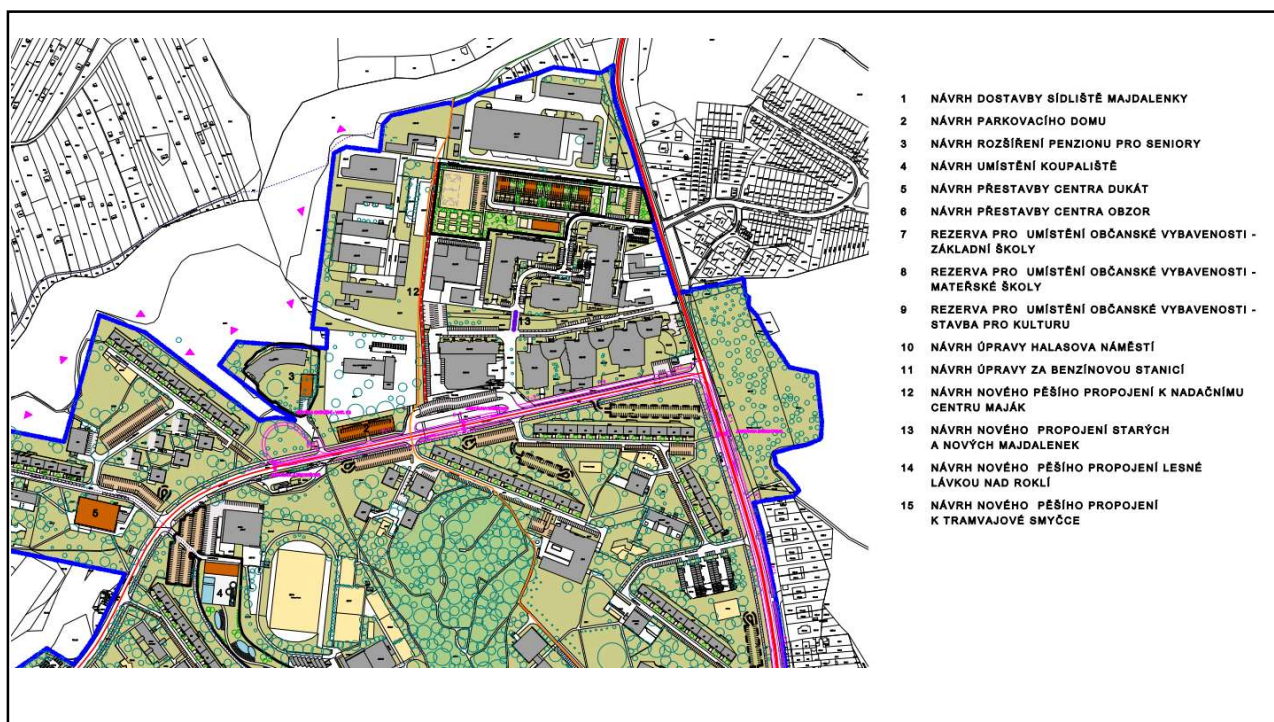 1 NÁVRH DOSTAVBY SÍDLIŠTĚ MAJDALENKY
2 NÁVRH PARKOVACÍHO DOMU
3 NÁVRH ROZŠÍŘENÍ PENZIONU PRO SENIORY
4 NÁVRH UMÍSTĚNÍ KOUPALIŠTĚ
5 NÁVRH PŘESTAVBY CENTRA DUKÁT
6 NÁVRH PŘESTAVBY CENTRA OBZOR
7 REZERVA PRO UMÍSTĚNÍ OBČANSKÉ VYBAVENOSTI -
ZÁKLADNÍ ŠKOLY
8 REZERVA PRO UMÍSTĚNÍ OBČANSKÉ VYBAVENOSTI -
MATEŘSKÉ ŠKOLY
9 REZERVA PRO UMÍSTĚNÍ OBČANSKÉ VYBAVENOSTI -
STAVBA PRO KULTURU
10 NÁVRH ÚPRAVY HALASOVA NÁMĚSTÍ
11 NÁVRH ÚPRAVY ZA BENZÍNOVOU STANICÍ
12 NÁVRH NOVÉHO PĚŠÍHO PROPOJENÍ K NADAČNÍMU
CENTRU MAJÁK
13 NÁVRH NOVÉHO PROPOJENÍ STARÝCH
A NOVÝCH MAJDALENEK
14 NÁVRH NOVÉHO PĚŠÍHO PROPOJENÍ LESNÉ
LÁVKOU NAD ROKLÍ
15 NÁVRH NOVÉHO PĚŠÍHO PROPOJENÍ
K TRAMVAJOVÉ SMYČCE
12
13
3
2
5
4